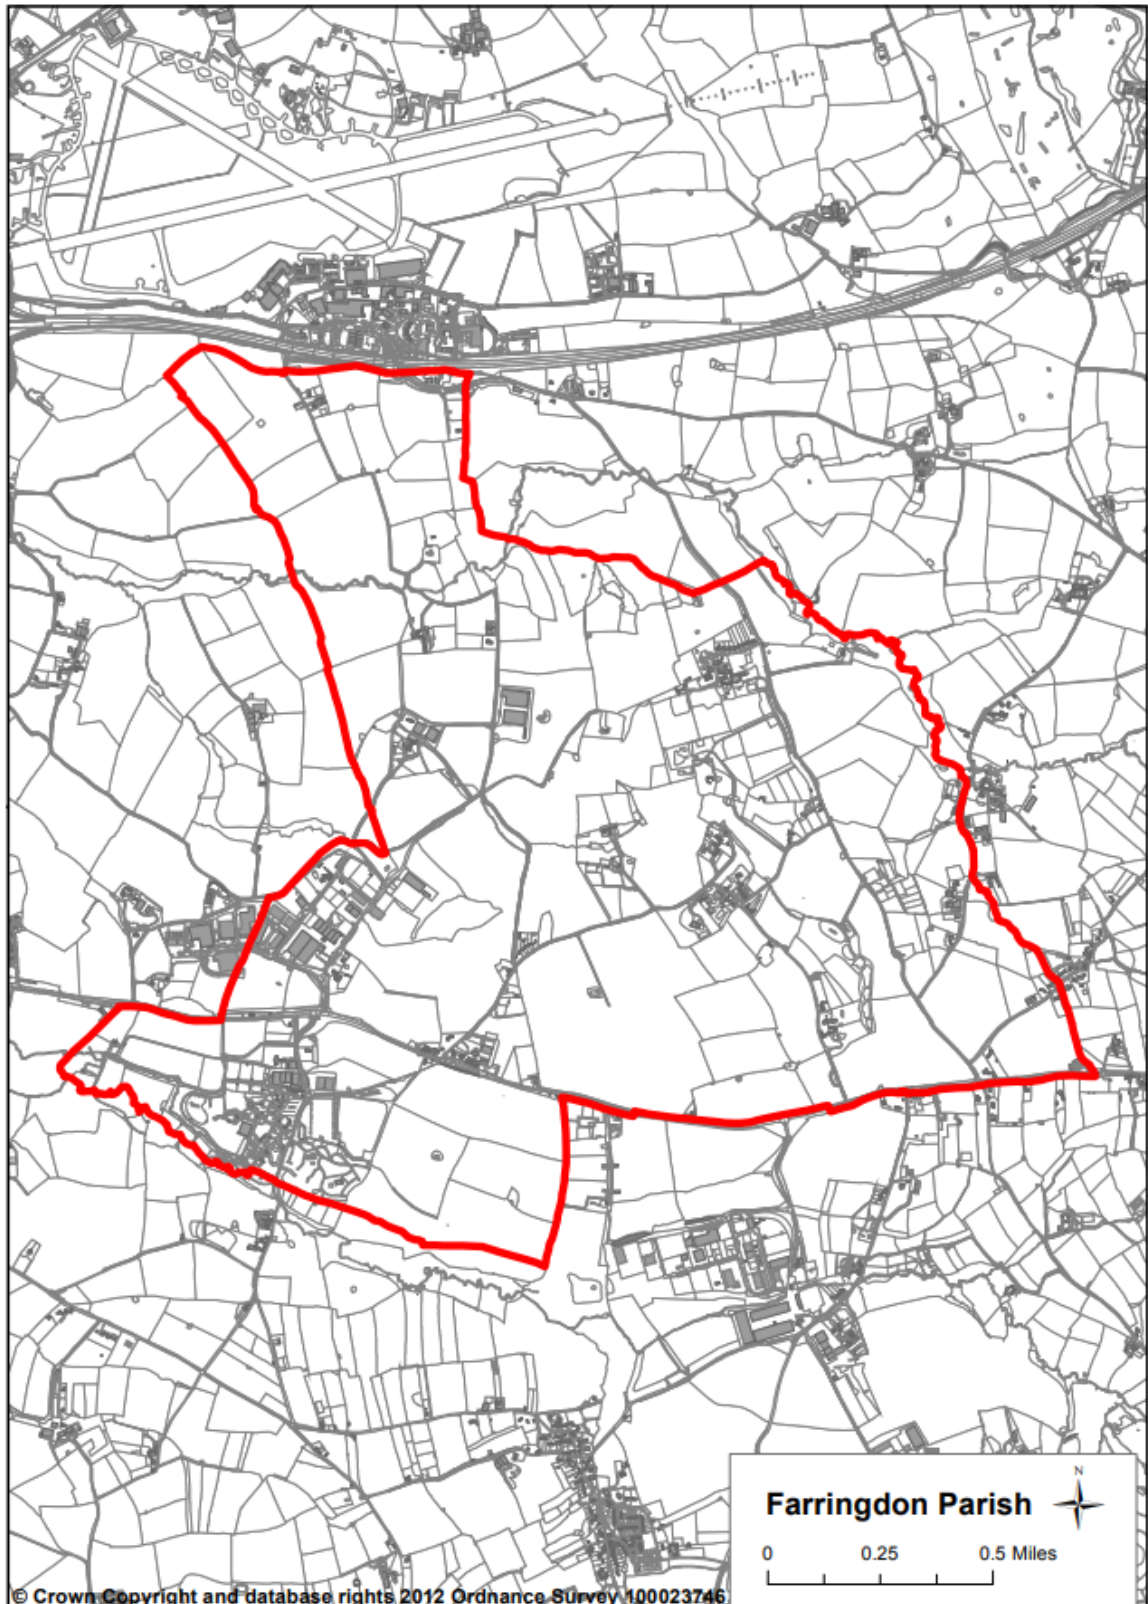 Farringdon Parish
N
0 0.25 0.5 Miles
© Crown Copyright and database rights 2012 Ordnance Survey 100023746